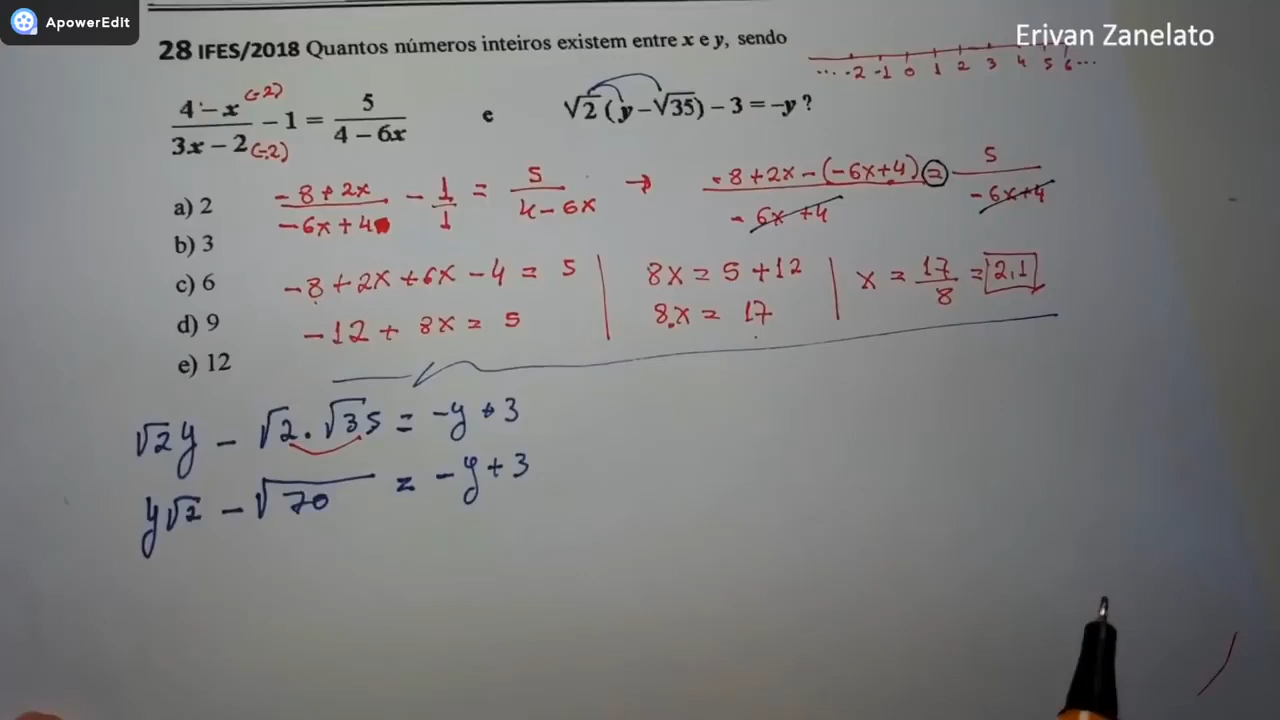 ApowerEdit
Erivan Zanelato
28 IFES/2018 Quantos números inteiros existem entre x e y, sendo
... -2 -1 0 1 2 3 4 5 6...
4 - x (-2) / 3x - 2 (-2) - 1 = 5 / 4 - 6x e √2 (y - √35) - 3 = -y ?
a) 2
b) 3
c) 6
d) 9
e) 12
-8 + 2x / -6x + 4 - 1/1 = 5 / 4 - 6x → -8 + 2x - (-6x + 4) / -6x + 4 = 5 / -6x + 4
-8 + 2x + 6x - 4 = 5
-12 + 8x = 5
8x = 5 + 12
8x = 17
x = 17/8 = 2,1
√2y - √2 . √35 = -y + 3
y√2 - √70 = -y + 3